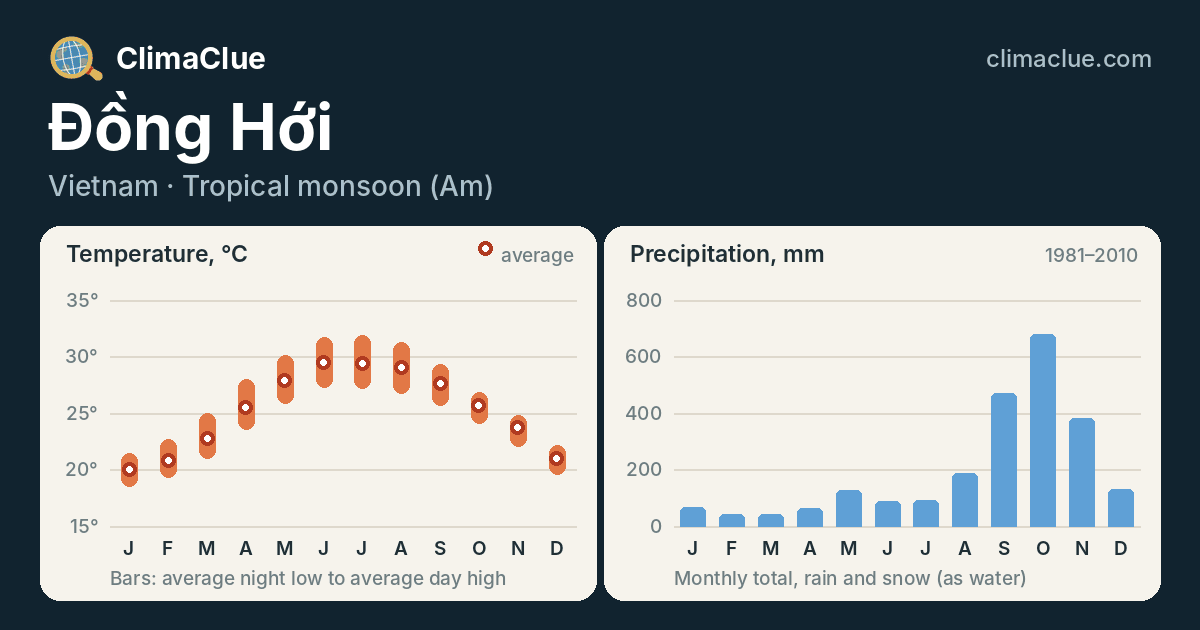 ClimaClue
climaclue.com
Đồng Hới
Vietnam · Tropical monsoon (Am)
Temperature, °C
average
35°
30°
25°
20°
15°
J F M A M J J A S O N D
Bars: average night low to average day high
Precipitation, mm
1981–2010
800
600
400
200
0
J F M A M J J A S O N D
Monthly total, rain and snow (as water)